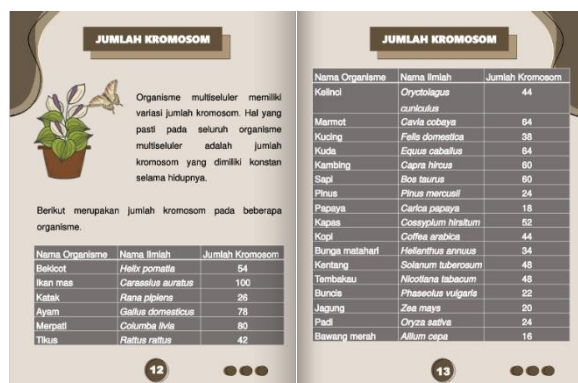 JUMLAH KROMOSOM
Organisme multiseluler memiliki
variasi jumlah kromosom. Hal yang
pasti pada seluruh organisme
multiseluler adalah jumlah
kromosom yang dimiliki konstan
selama hidupnya.
Berikut merupakan jumlah kromosom pada beberapa
organisme.
Nama Organisme Nama Ilmiah Jumlah Kromosom
Bekicot Helix pomatia 54
Ikan mas Carassius auratus 100
Katak Rana pipiens 26
Ayam Gallus domesticus 78
Merpati Columba livia 80
Tikus Rattus rattus 42
12
JUMLAH KROMOSOM
Nama Organisme Nama Ilmiah Jumlah Kromosom
Kelinci Oryctolagus 44
cuniculus
Marmot Cavia cobaya 64
Kucing Felis domestica 38
Kuda Equus caballus 64
Kambing Capra hircus 60
Sapi Bos taurus 60
Pinus Pinus mercusii 24
Papaya Carica papaya 18
Kapas Cossypium hirsitum 52
Kopi Coffea arabica 44
Bunga matahari Helianthus annuus 34
Kentang Solanum tuberosum 48
Tembakau Nicotiana tabacum 48
Buncis Phaseolus vulgaris 22
Jagung Zea mays 20
Padi Oryza sativa 24
Bawang merah Allium cepa 16
13